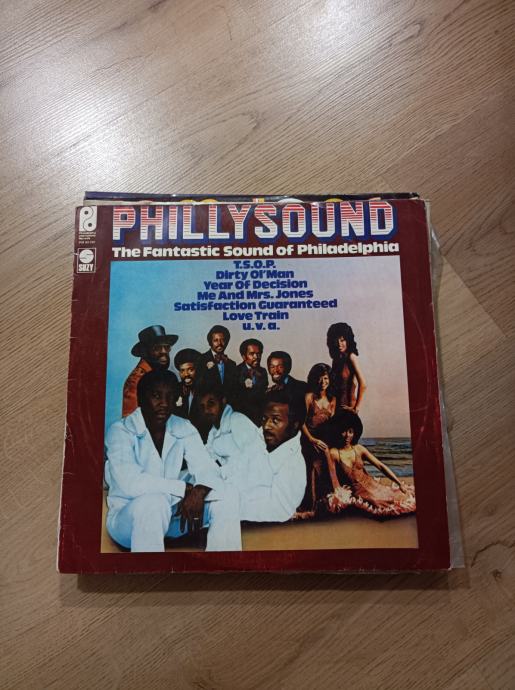 PHILLYSOUND
The Fantastic Sound of Philadelphia
T.S.O.P.
Dirty Ol'Man
Year Of Decision
Me And Mrs. Jones
Satisfaction Guaranteed
Love Train
u.v.a.
SUZY